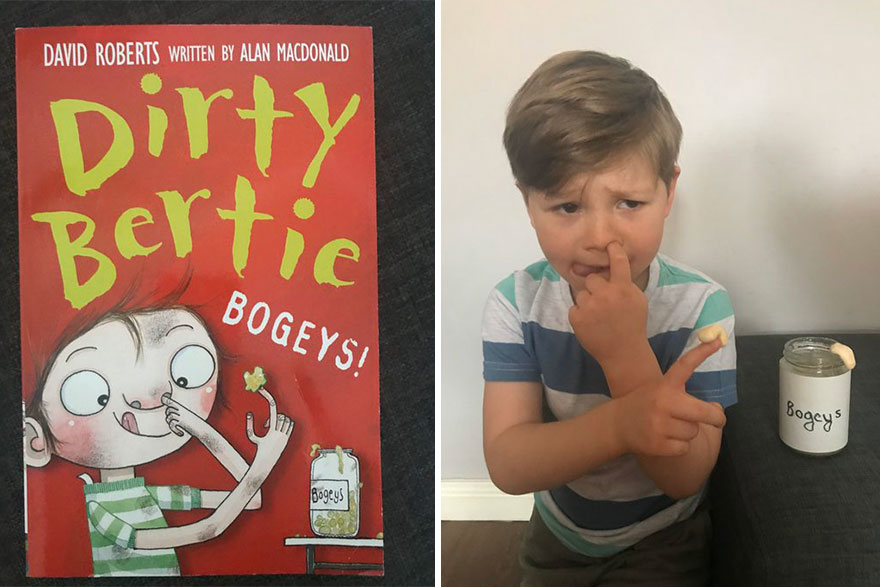 DAVID ROBERTS WRITTEN BY ALAN MACDONALD
Dirty
Bertie
BOGEYS!
Bogeys
Bogeys